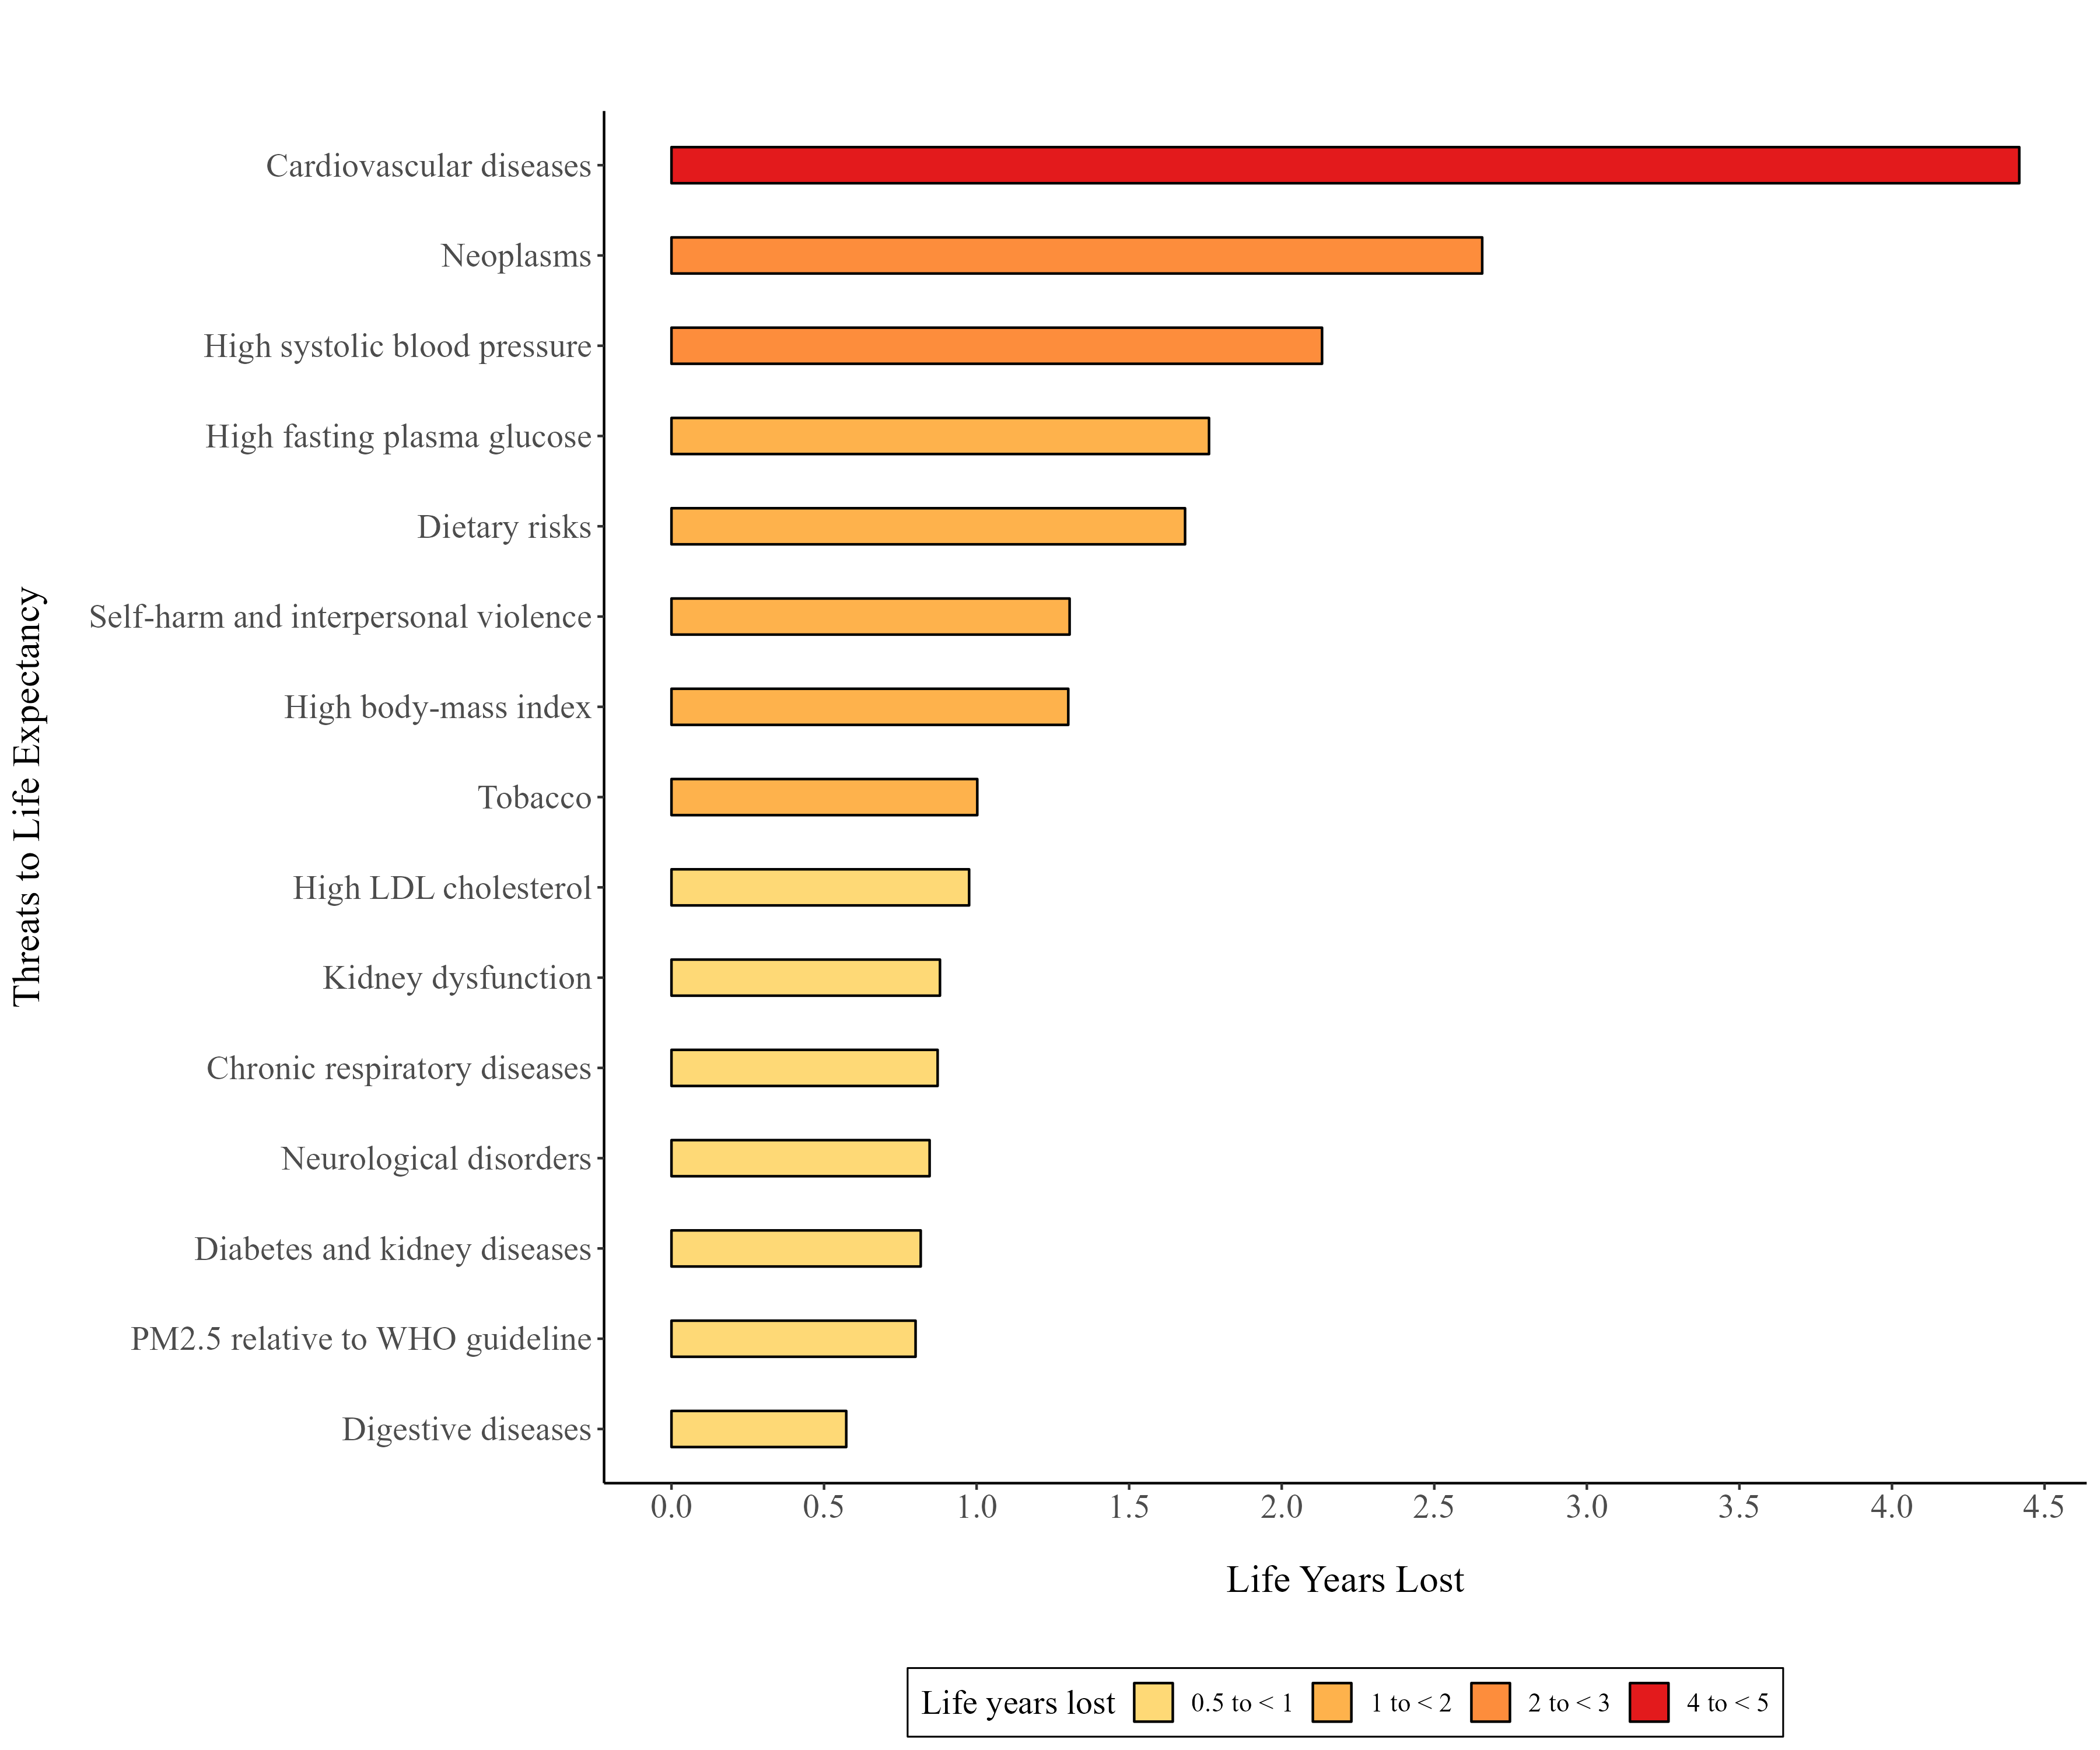 Cardiovascular diseases
Neoplasms
High systolic blood pressure
High fasting plasma glucose
Dietary risks
Self-harm and interpersonal violence
High body-mass index
Tobacco
High LDL cholesterol
Kidney dysfunction
Chronic respiratory diseases
Neurological disorders
Diabetes and kidney diseases
PM2.5 relative to WHO guideline
Digestive diseases
Threats to Life Expectancy
0.0 0.5 1.0 1.5 2.0 2.5 3.0 3.5 4.0 4.5
Life Years Lost
Life years lost 0.5 to < 1 1 to < 2 2 to < 3 4 to < 5